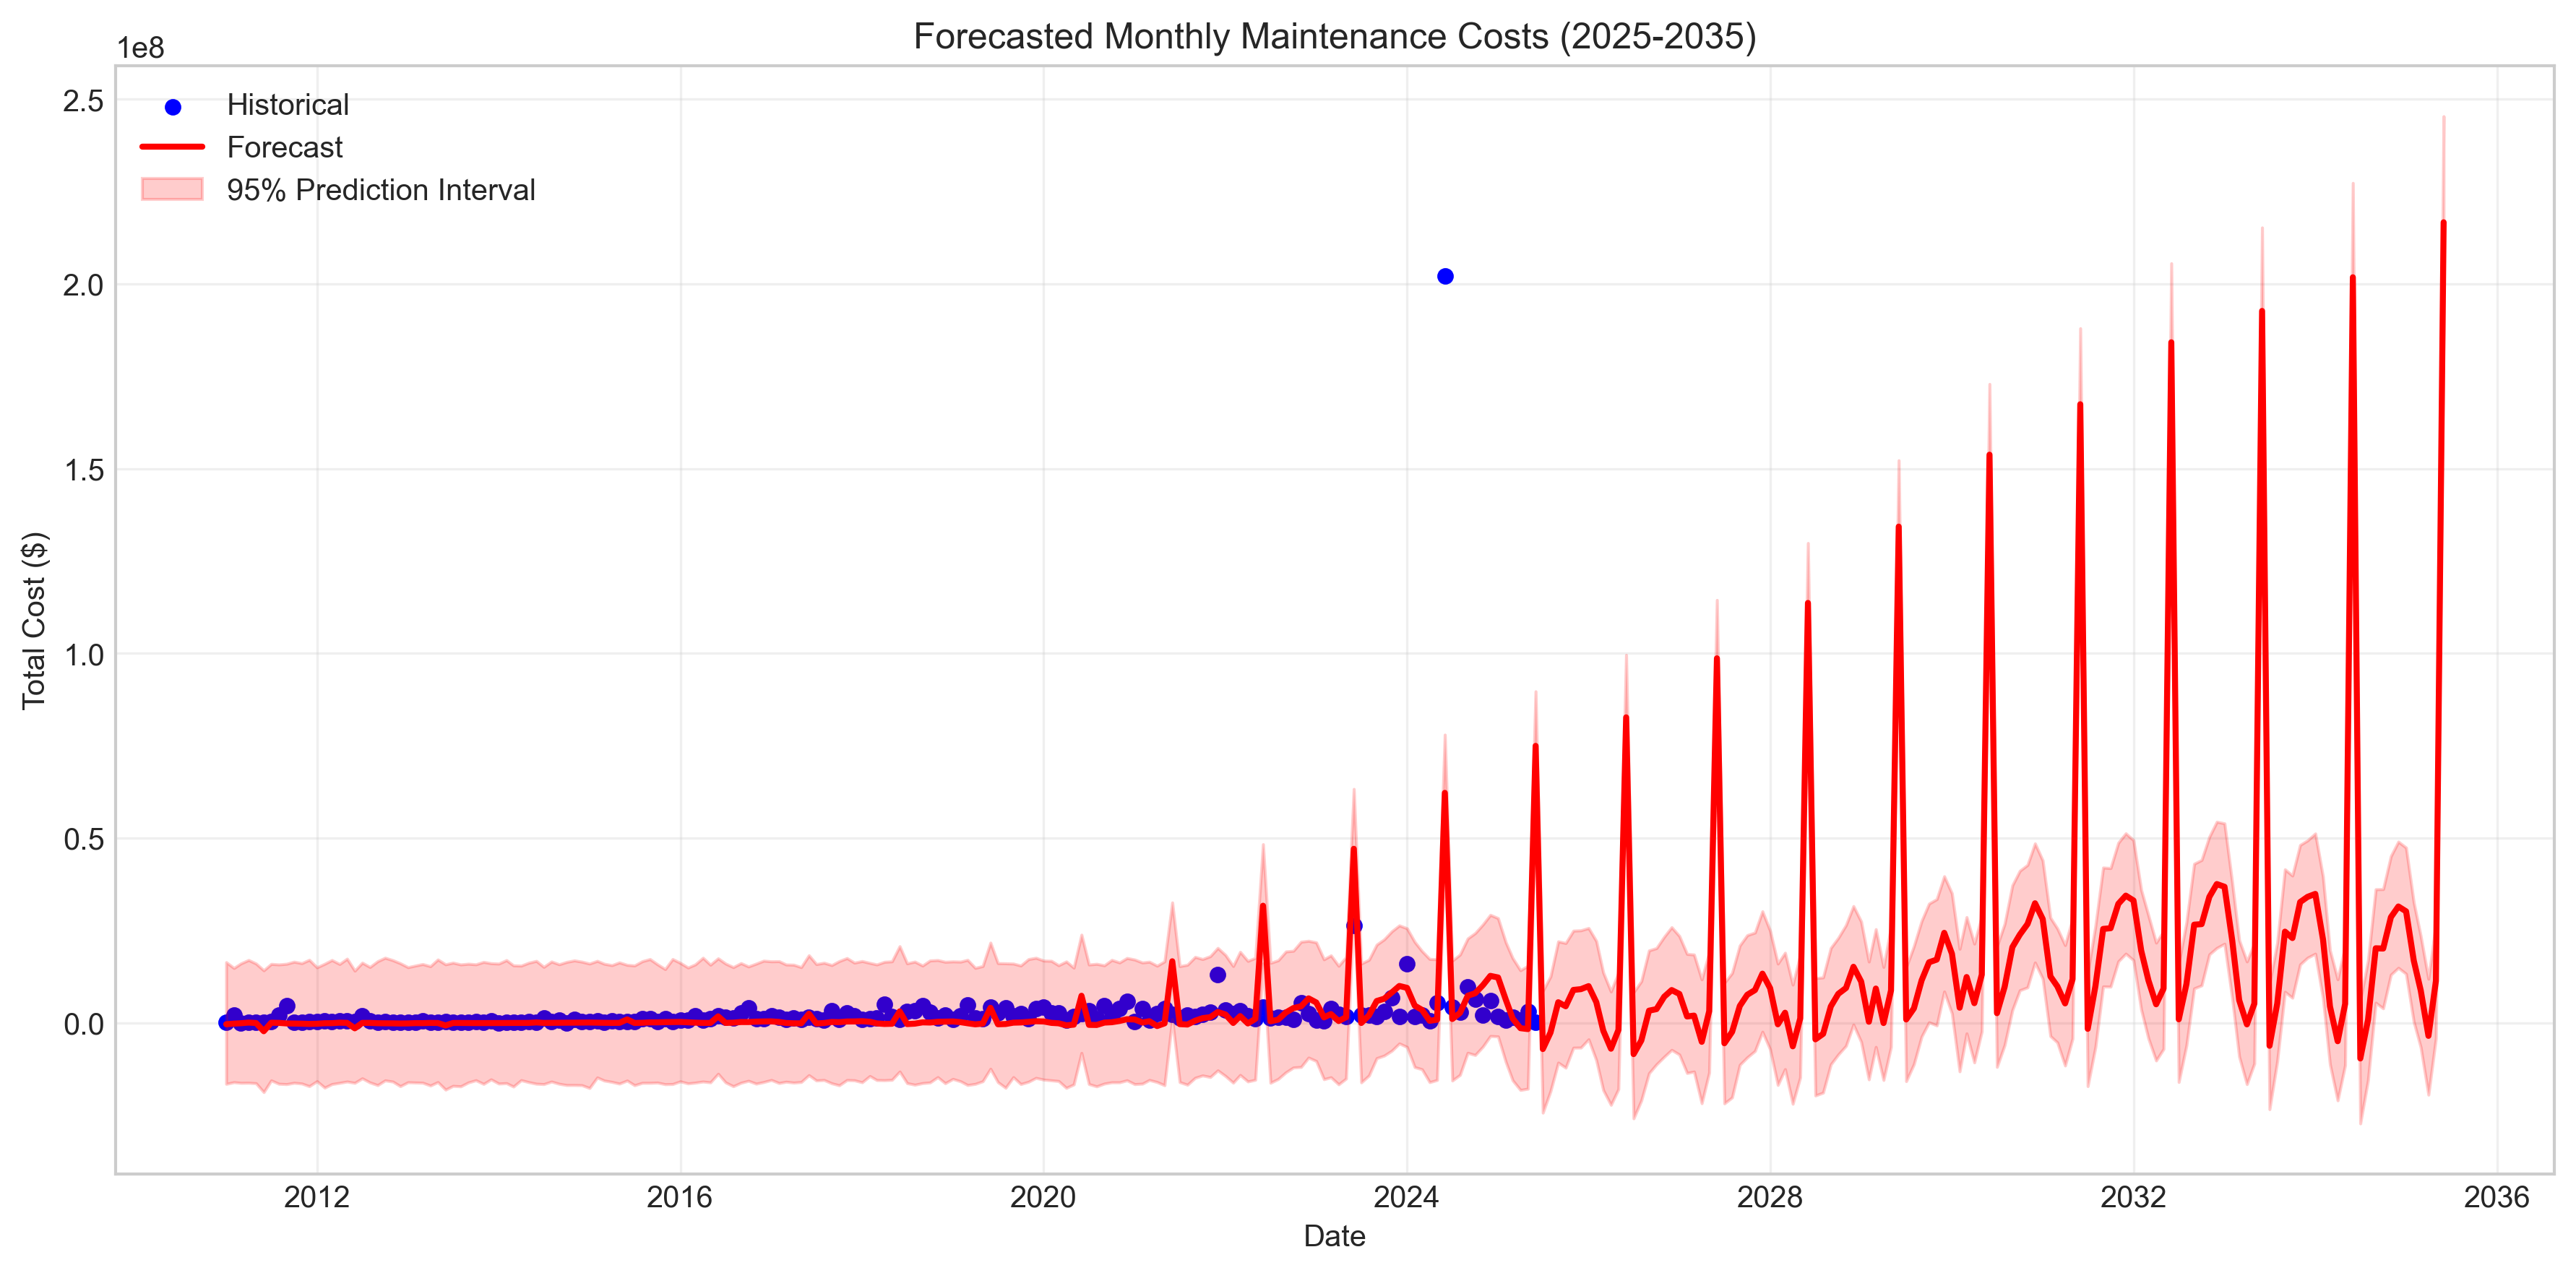 Forecasted Monthly Maintenance Costs (2025-2035)
1e8
2.5
2.0
1.5
1.0
0.5
0.0
Total Cost ($)
Historical
Forecast
95% Prediction Interval
2012 2016 2020 2024 2028 2032 2036
Date